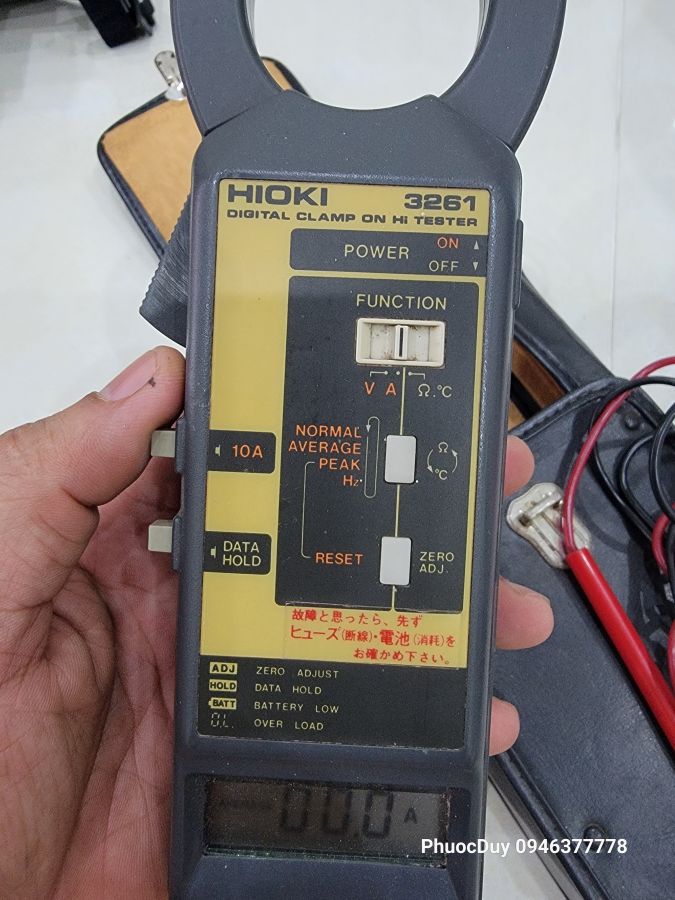 HIOKI 3261
DIGITAL CLAMP ON Hi TESTER
POWER ON ▲
OFF ▼
FUNCTION
V A Ω.℃
NORMAL
AVERAGE
PEAK
Hz
Ω
℃
10A
DATA
HOLD
RESET
ZERO
ADJ.
故障と思ったら、先ず
ヒューズ(断線)・電池(消耗)を
お確かめ下さい。
ADJ ZERO ADJUST
HOLD DATA HOLD
BATT BATTERY LOW
O.L. OVER LOAD
00.0 A
PhuocDuy 0946377778